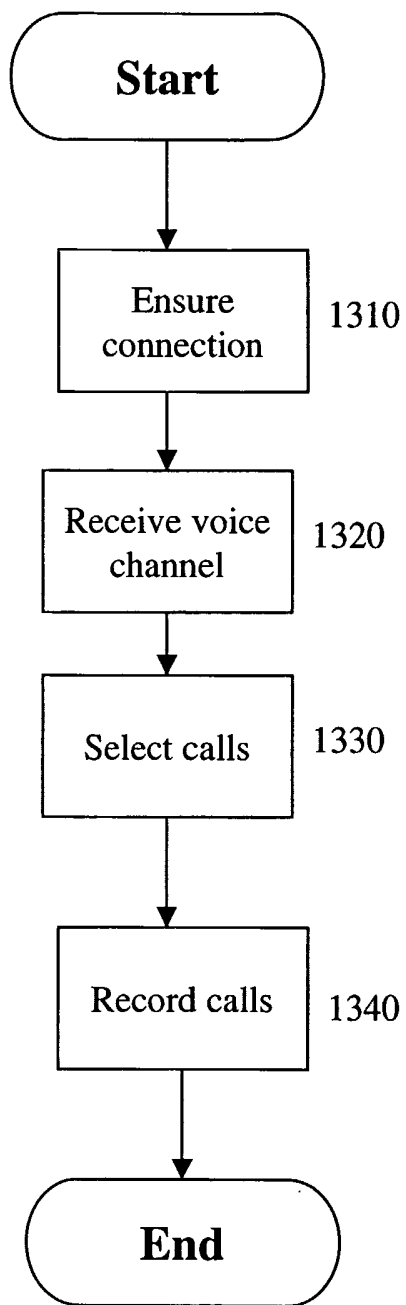 Start
Ensure
connection
1310
Receive voice
channel
1320
Select calls
1330
Record calls
1340
End